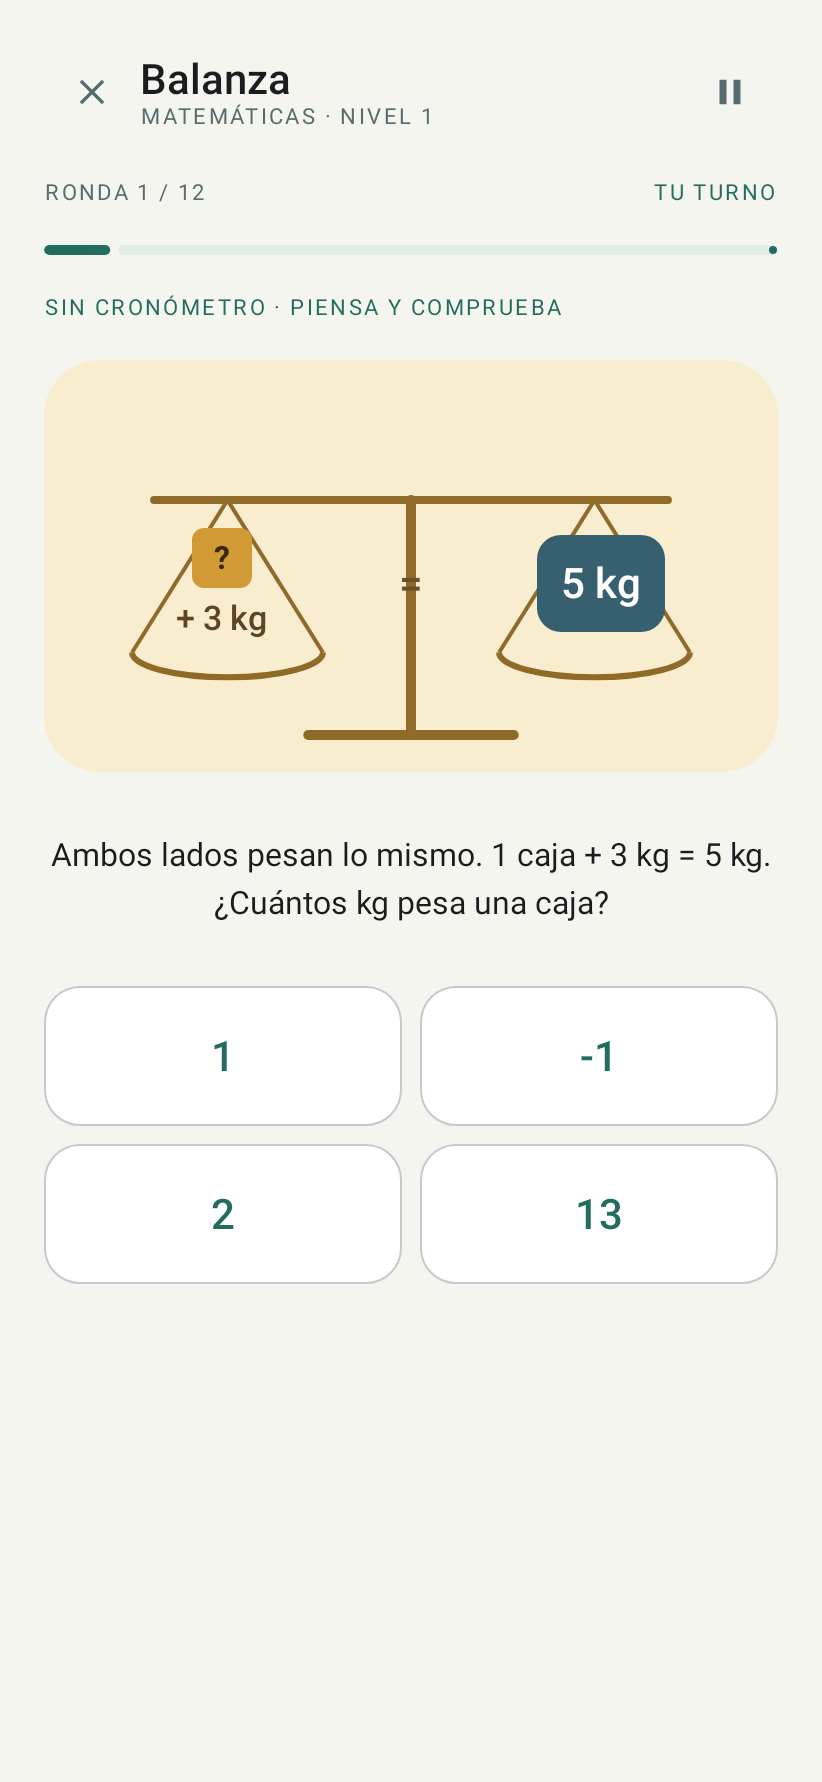 Balanza
MATEMÁTICAS · NIVEL 1
RONDA 1 / 12
TU TURNO
SIN CRONÓMETRO · PIENSA Y COMPRUEBA
?
+ 3 kg
=
5 kg
Ambos lados pesan lo mismo. 1 caja + 3 kg = 5 kg.
¿Cuántos kg pesa una caja?
1
-1
2
13